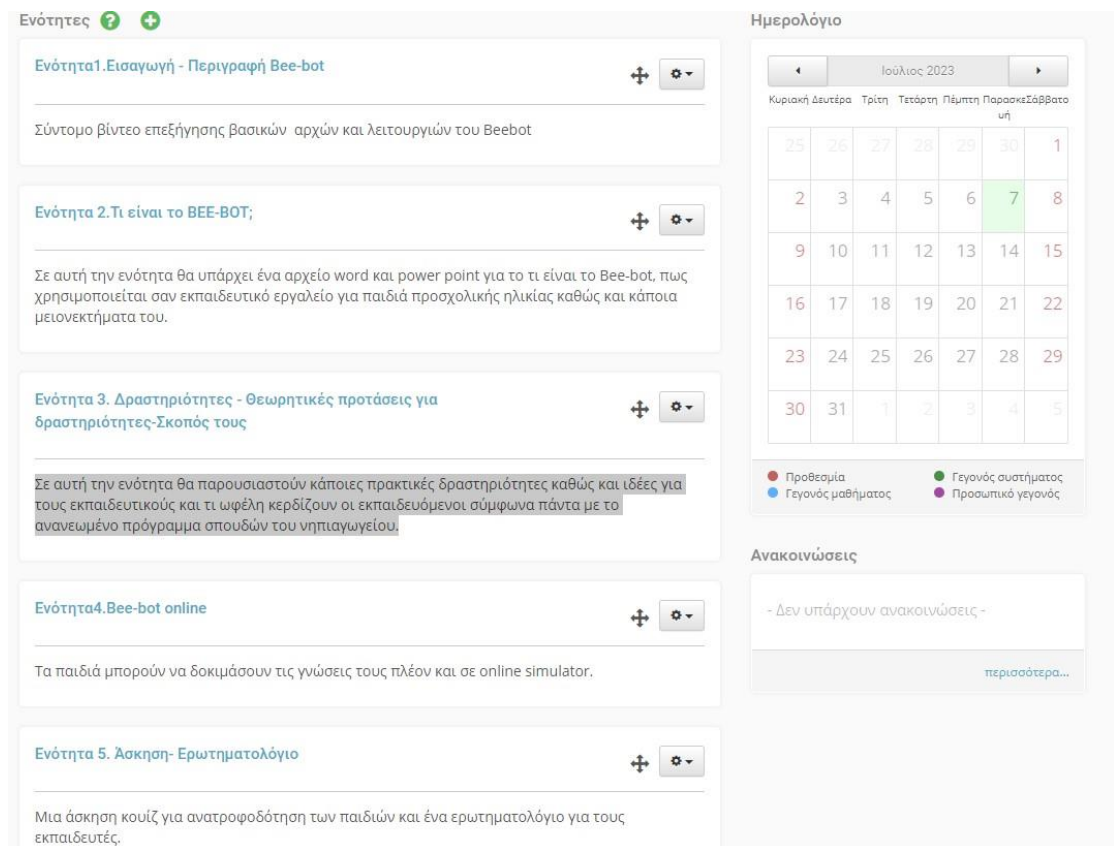 Ενότητες
Ενότητα1.Εισαγωγή - Περιγραφή Bee-bot
Σύντομο βίντεο επεξήγησης βασικών αρχών και λειτουργιών του Beebot
Ενότητα 2.Τι είναι το BEE-BOT;
Σε αυτή την ενότητα θα υπάρχει ένα αρχείο word και power point για το τι είναι το Bee-bot, πως
χρησιμοποιείται σαν εκπαιδευτικό εργαλείο για παιδιά προσχολικής ηλικίας καθώς και κάποια
μειονεκτήματα του.
Ενότητα 3. Δραστηριότητες - Θεωρητικές προτάσεις για
δραστηριότητες-Σκοπός τους
Σε αυτή την ενότητα θα παρουσιαστούν κάποιες πρακτικές δραστηριότητες καθώς και ιδέες για
τους εκπαιδευτικούς και τι ωφέλη κερδίζουν οι εκπαιδευόμενοι σύμφωνα πάντα με το
ανανεωμένο πρόγραμμα σπουδών του νηπιαγωγείου.
Ενότητα4.Bee-bot online
Τα παιδιά μπορούν να δοκιμάσουν τις γνώσεις τους πλέον και σε online simulator.
Ενότητα 5. Άσκηση- Ερωτηματολόγιο
Μια άσκηση κουίζ για ανατροφοδότηση των παιδιών και ένα ερωτηματολόγιο για τους
εκπαιδευτές.
Ημερολόγιο
Ιούλιος 2023
Κυριακή Δευτέρα Τρίτη Τετάρτη Πέμπτη Παρασκε Σάββατο
υή
25 26 27 28 29 30 1
2 3 4 5 6 7 8
9 10 11 12 13 14 15
16 17 18 19 20 21 22
23 24 25 26 27 28 29
30 31 1 2 3 4 5
Προθεσμία Γεγονός συστήματος
Γεγονός μαθήματος Προσωπικό γεγονός
Ανακοινώσεις
- Δεν υπάρχουν ανακοινώσεις -
περισσότερα...